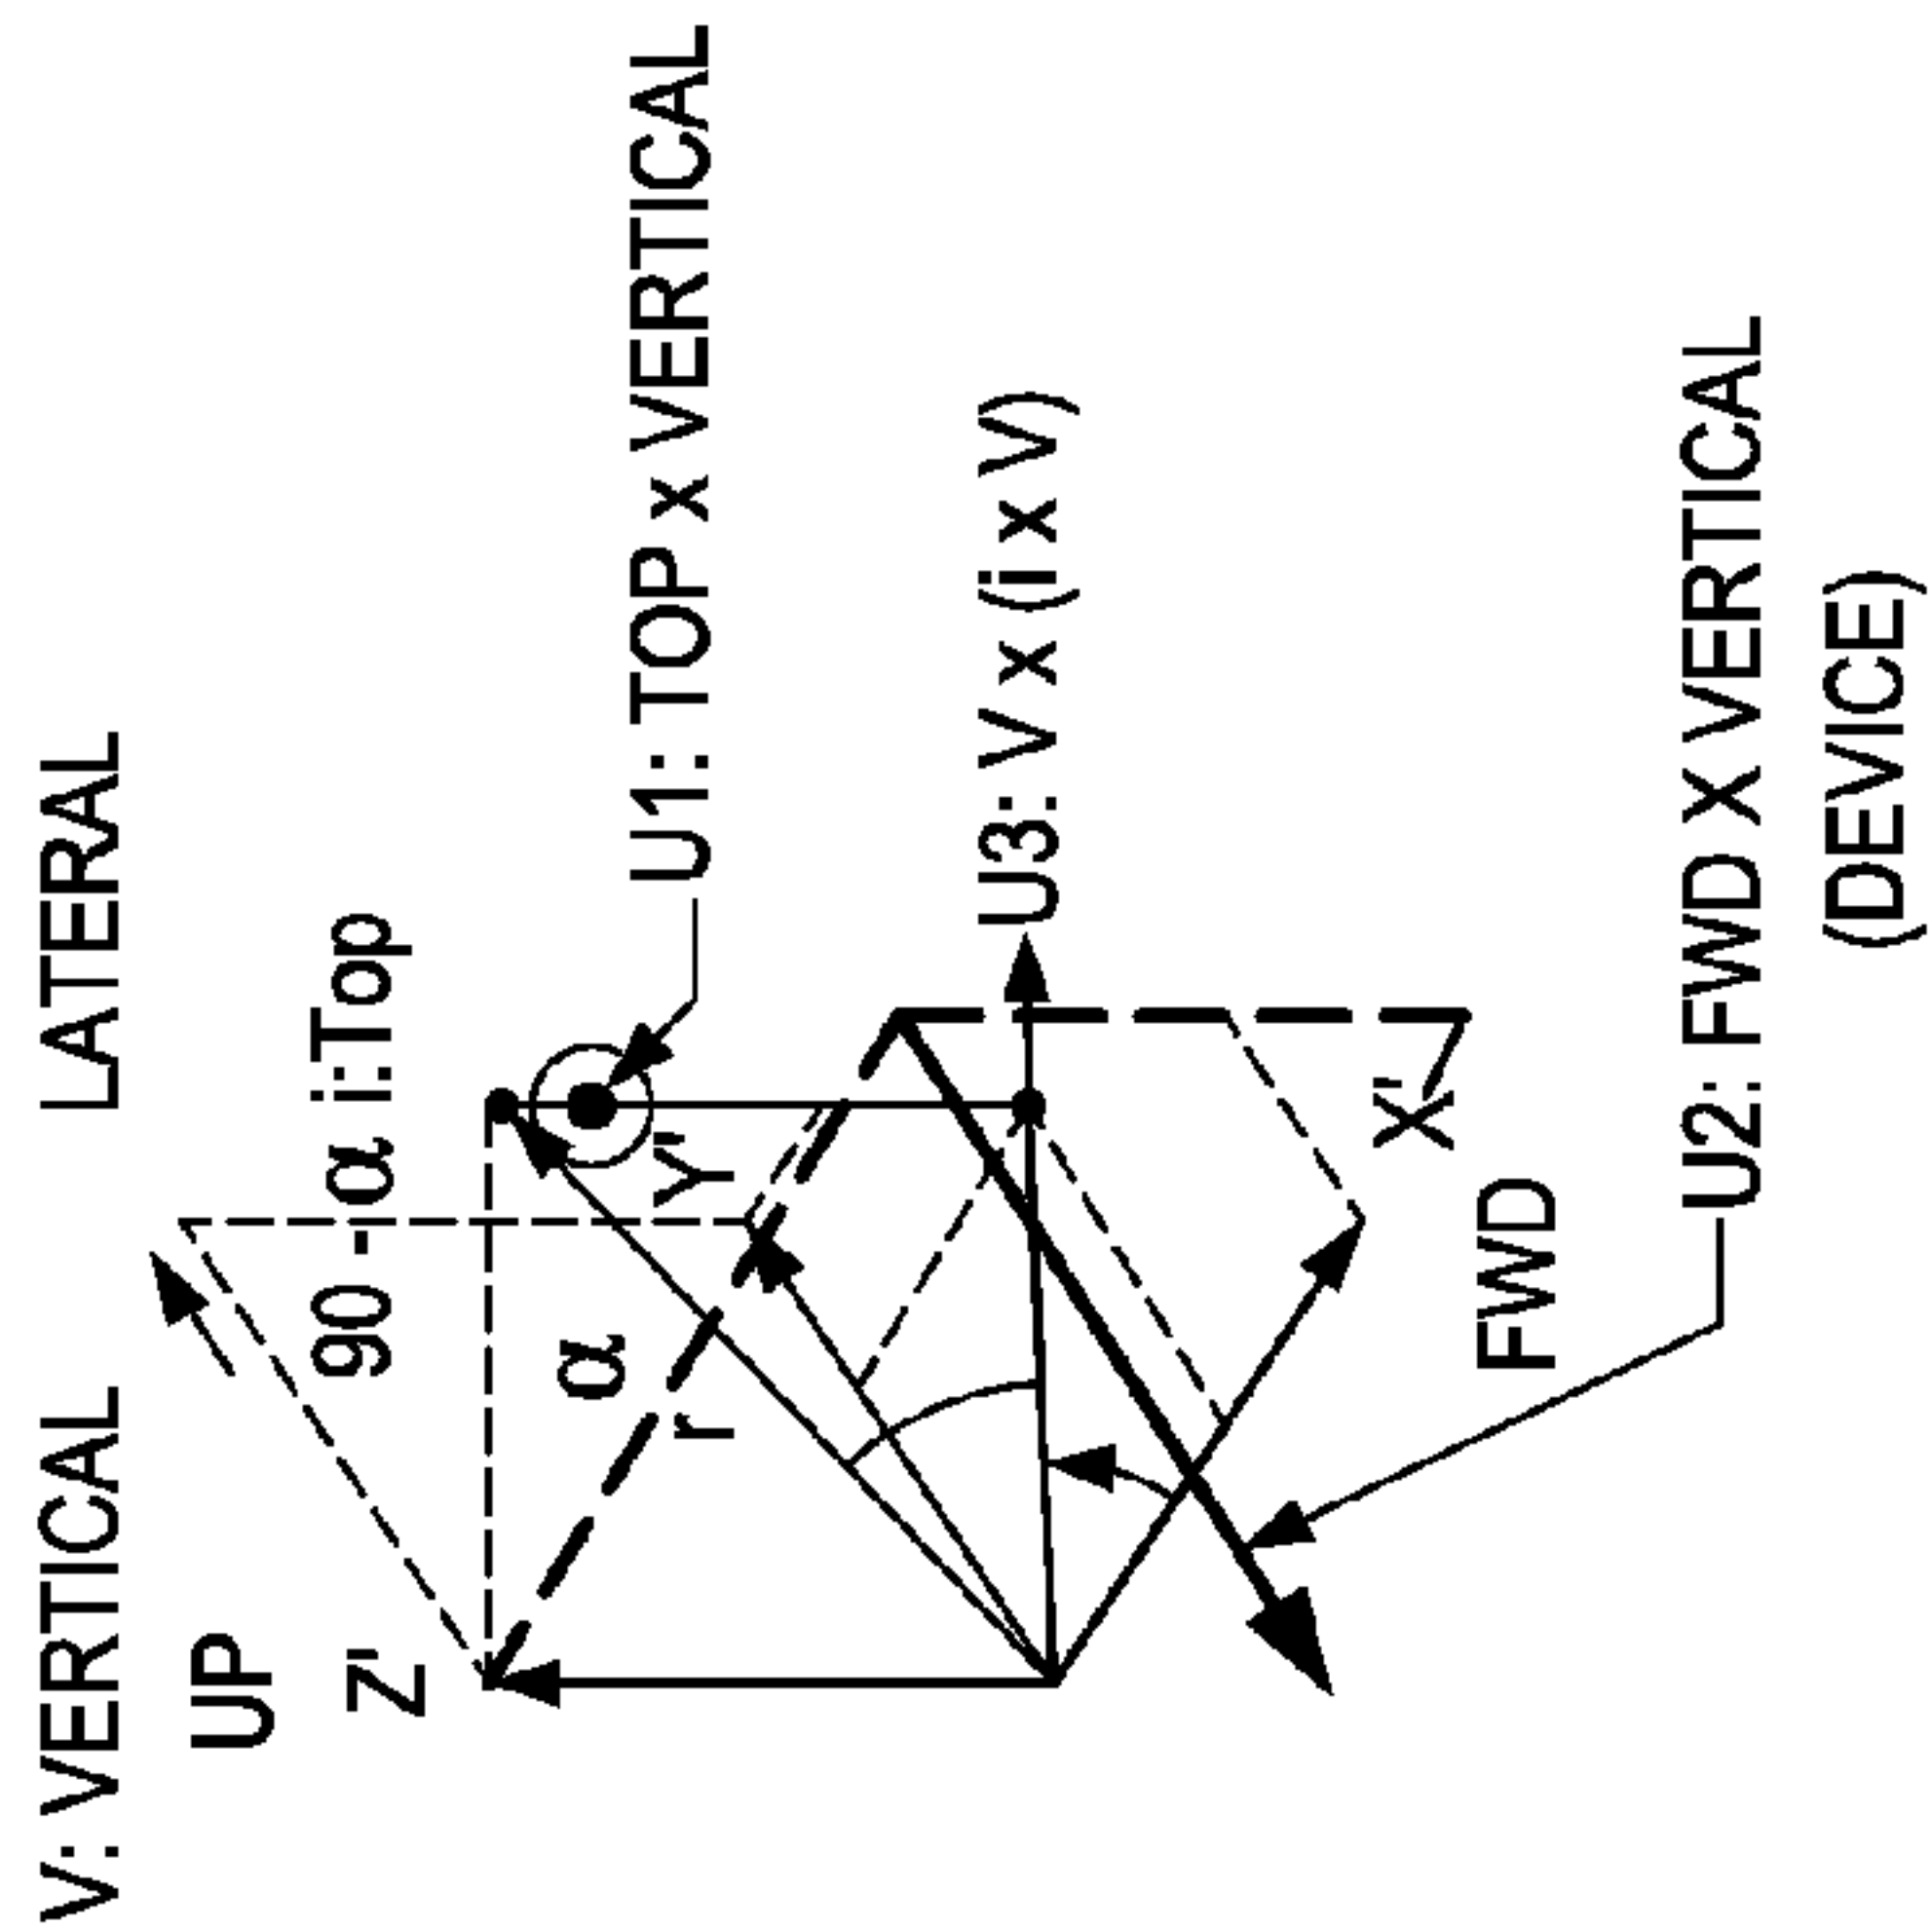 V: VERTICAL
LATERAL
UP
Z'
90 - α
i:Top
α
r
Y'
U1: TOP x VERTICAL
U3: V x (i x V)
X'
FWD
U2: FWD X VERTICAL
(DEVICE)